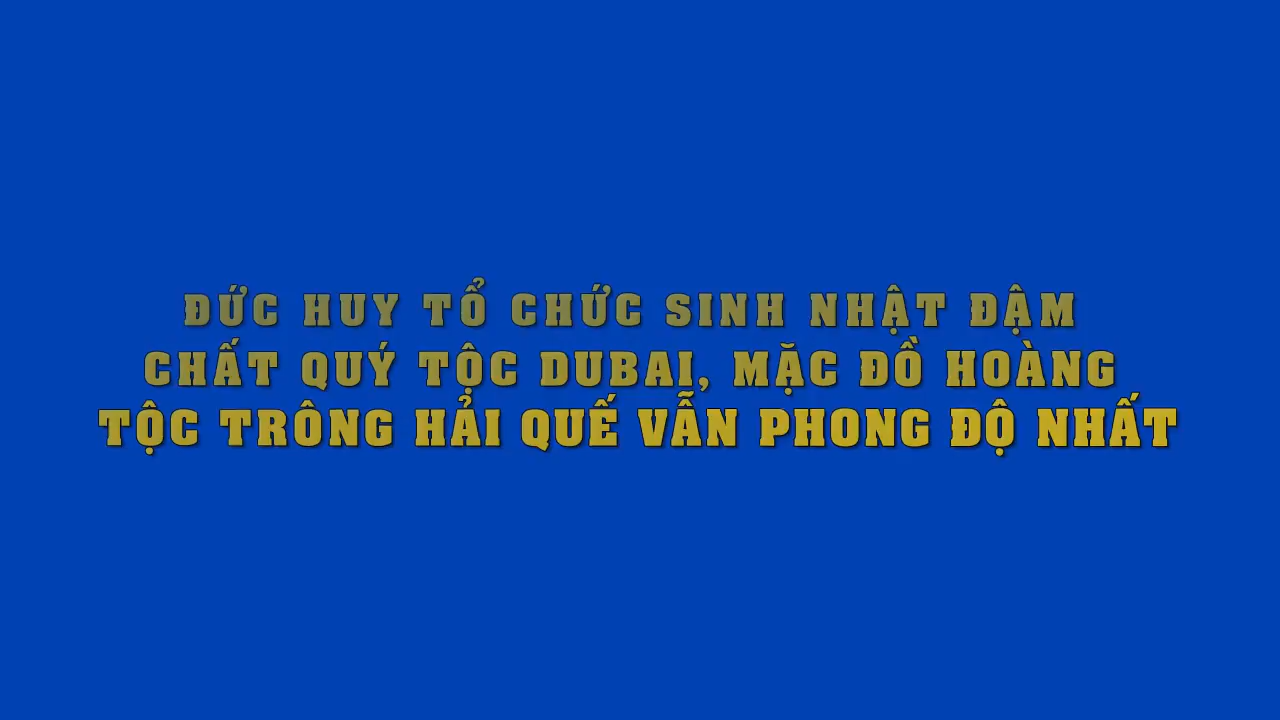 ĐỨC HUY TỔ CHỨC SINH NHẬT ĐẬM
CHẤT QUÝ TỘC DUBAI, MẶC ĐỒ HOÀNG
TỘC TRÔNG HẢI QUẾ VẪN PHONG ĐỘ NHẤT